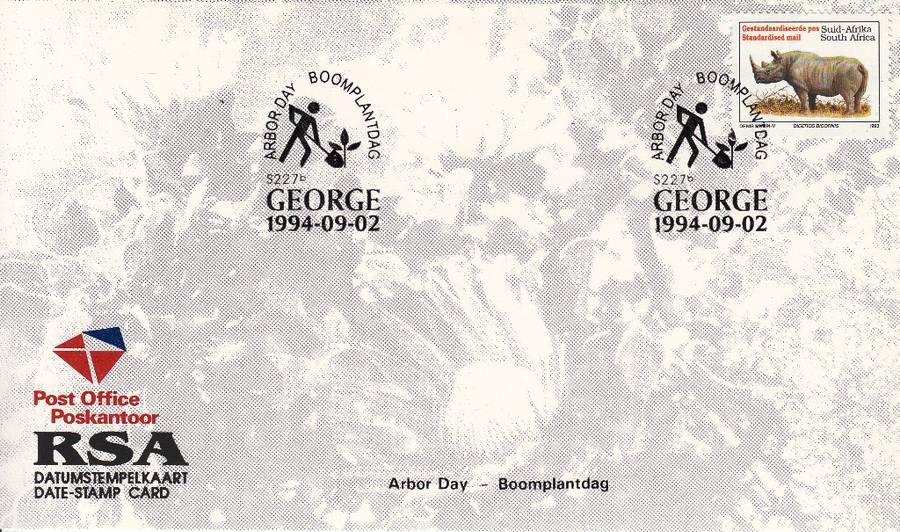 Gestandaardiseerde pos Suid-Afrika
Standardised mail South Africa
DICEROS BICORNIS 1993
ARBOR DAY BOOMPLANTDAG
S227b
GEORGE
1994-09-02
ARBOR DAY BOOMPLANTDAG
S227b
GEORGE
1994-09-02
Post Office
Poskantoor
RSA
DATUMSTEMPELKAART
DATE-STAMP CARD
Arbor Day - Boomplantdag